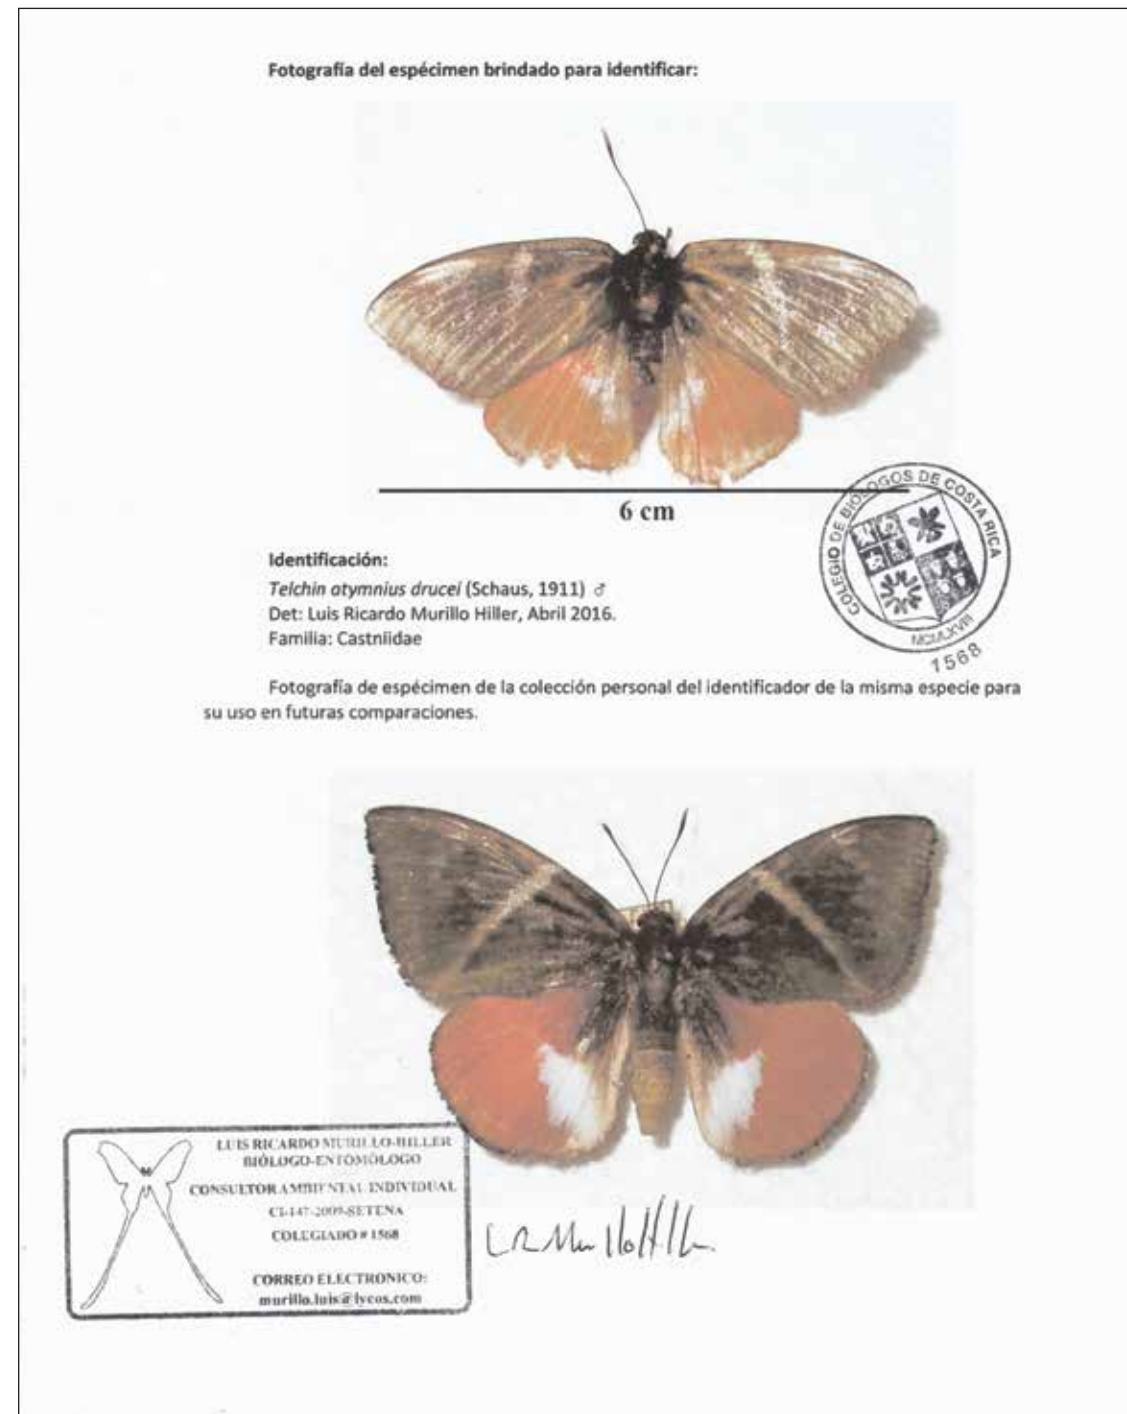 Fotografía del espécimen brindado para identificar:
6 cm
COLEGIO DE BIÓLOGOS DE COSTA RICA
MCMLXVIII
1568
Identificación:
Telchin atymnius drucei (Schaus, 1911) ♂
Det: Luis Ricardo Murillo Hiller, Abril 2016.
Familia: Castniidae
Fotografía de espécimen de la colección personal del identificador de la misma especie para
su uso en futuras comparaciones.
LUIS RICARDO MURILLO-HILLER
BIÓLOGO-ENTOMÓLOGO
CONSULTOR AMBIENTAL INDIVIDUAL
CI-147-2009-SETENA
COLEGIADO # 1568
CORREO ELECTRONICO:
murillo.luis@lycos.com